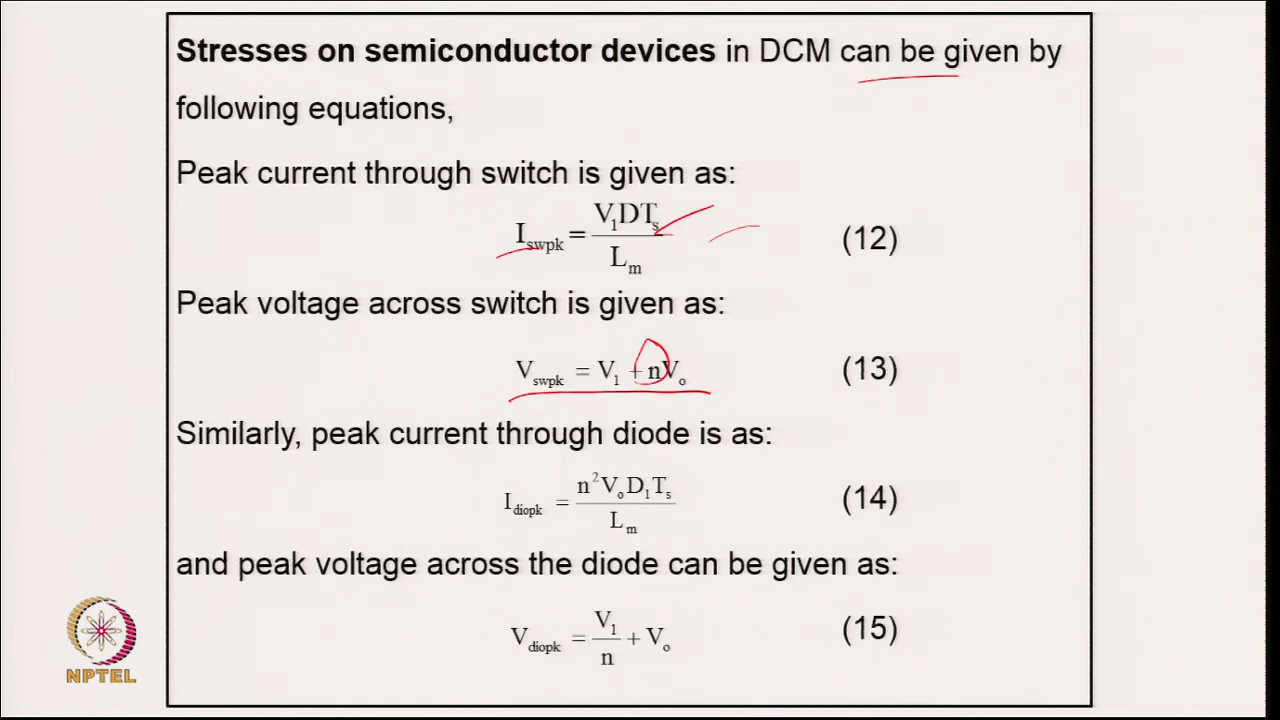 Stresses on semiconductor devices in DCM can be given by
following equations,
Peak current through switch is given as:
I_swpk = V_1DT_s / L_m (12)
Peak voltage across switch is given as:
V_swpk = V_1 + nV_o (13)
Similarly, peak current through diode is as:
I_diopk = n^2V_oD_1T_s / L_m (14)
and peak voltage across the diode can be given as:
V_diopk = V_1 / n + V_o (15)
NPTEL